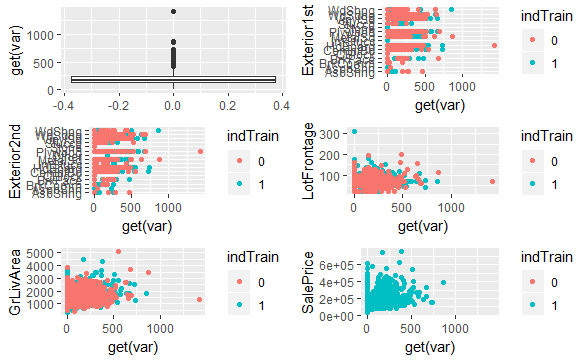 get(var)
1000
500
0
-0.4
-0.2
0.0
0.2
0.4
Exterior1st
WdShng
Plywood
AsbShng
0
500
1000
get(var)
indTrain
0
1
Exterior2nd
WdShng
Plywood
AsbShng
0
500
1000
get(var)
indTrain
0
1
LotFrontage
300
200
100
0
500
1000
get(var)
indTrain
0
1
GrLivArea
5000
4000
3000
2000
1000
0
500
1000
get(var)
indTrain
0
1
SalePrice
6e+05
4e+05
2e+05
0e+00
0
500
1000
get(var)
indTrain
0
1